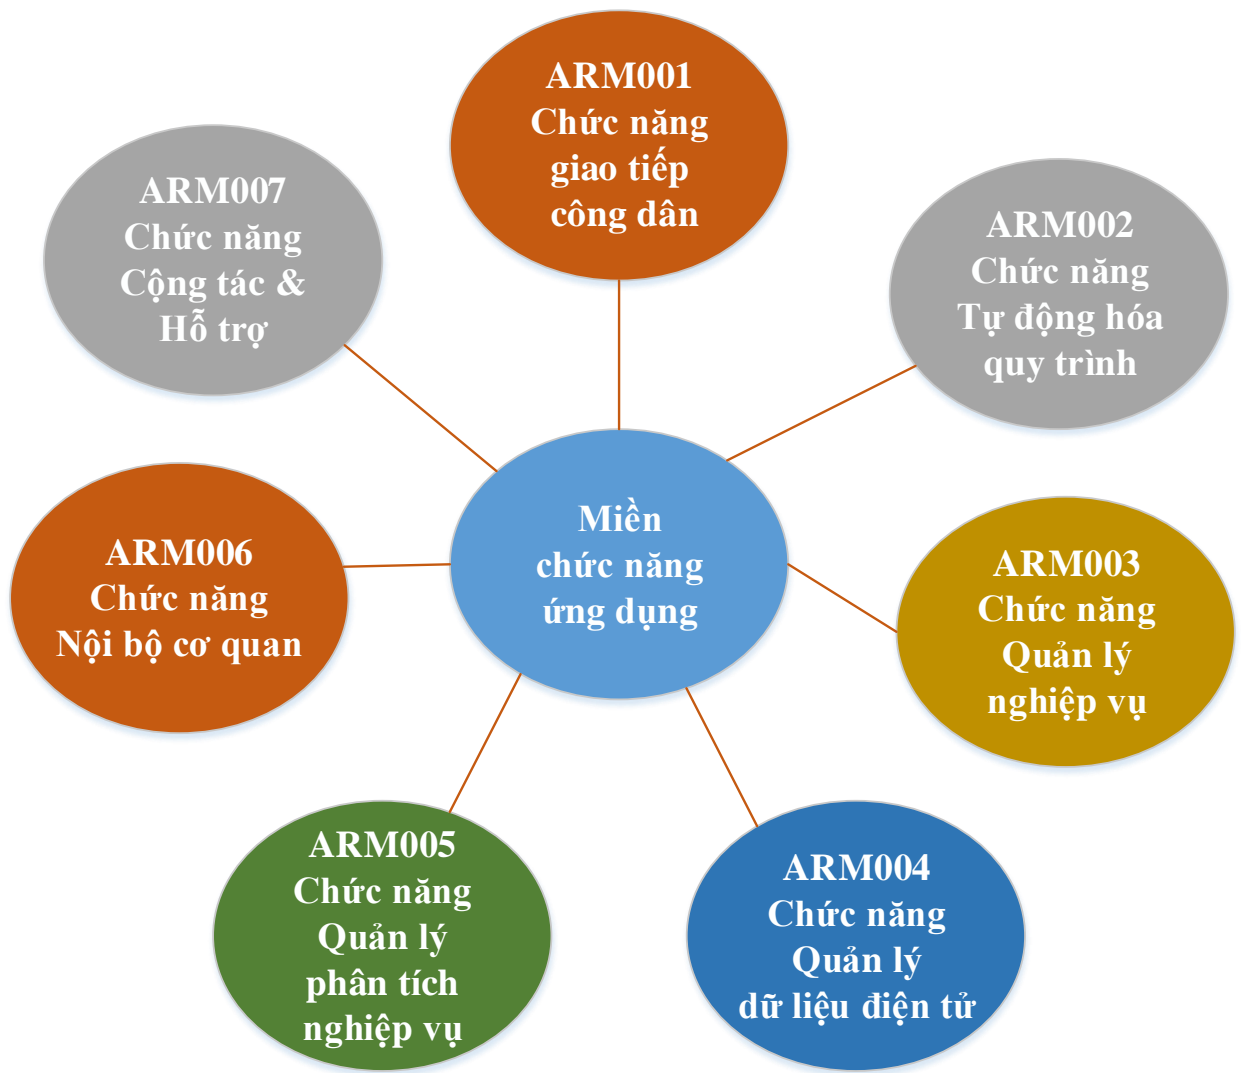 ARM001
Chức năng
giao tiếp
công dân
ARM007
Chức năng
Cộng tác &
Hỗ trợ
ARM002
Chức năng
Tự động hóa
quy trình
Miền
chức năng
ứng dụng
ARM006
Chức năng
Nội bộ cơ quan
ARM003
Chức năng
Quản lý
nghiệp vụ
ARM005
Chức năng
Quản lý
phân tích
nghiệp vụ
ARM004
Chức năng
Quản lý
dữ liệu điện tử